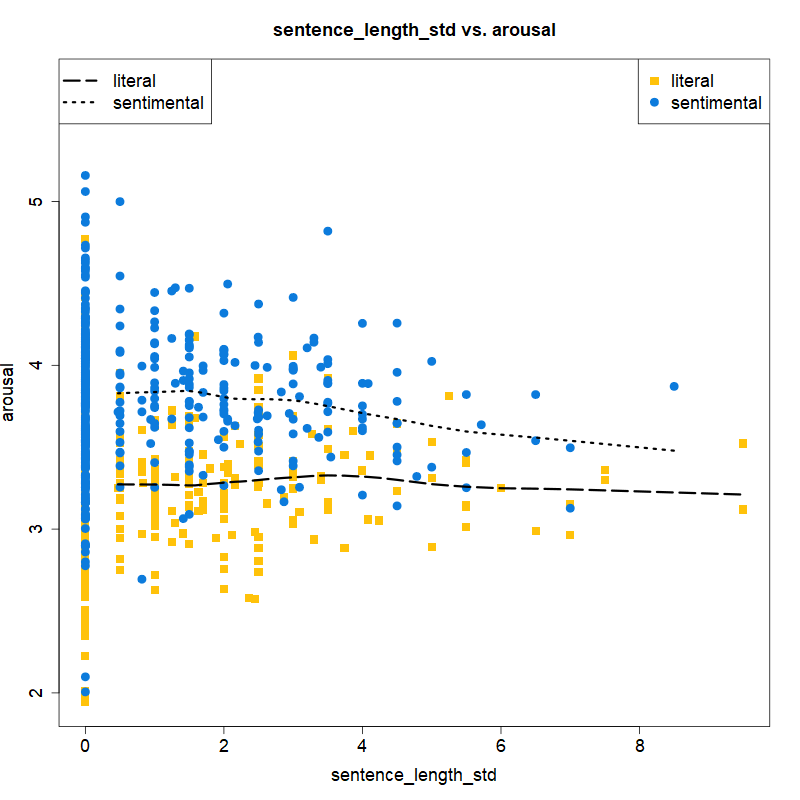 sentence_length_std vs. arousal
literal
sentimental
literal
sentimental
arousal
5
4
3
2
0 2 4 6 8
sentence_length_std